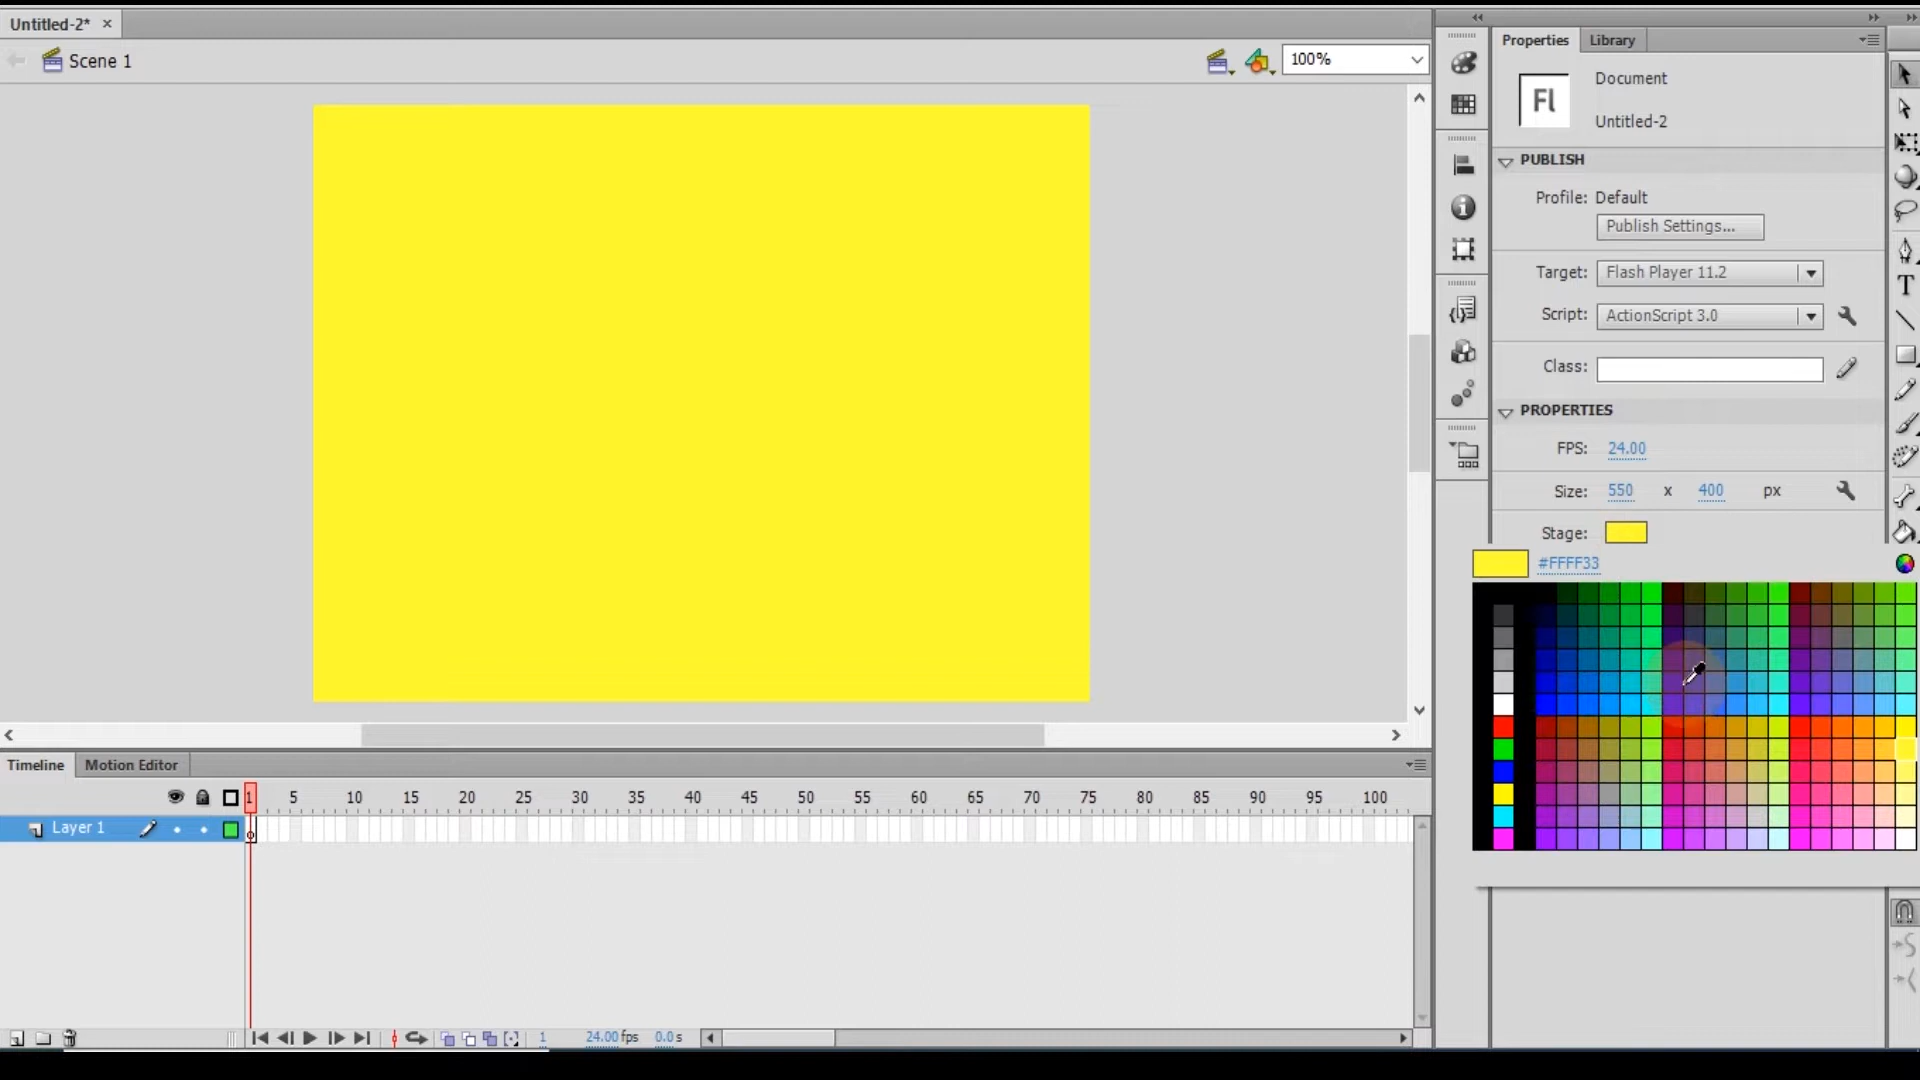 Untitled-2*
Scene 1
100%
Properties
Library
Fl
Document
Untitled-2
PUBLISH
Profile: Default
Publish Settings...
Target: Flash Player 11.2
Script: ActionScript 3.0
Class:
PROPERTIES
FPS: 24.00
Size: 550 x 400 px
Stage:
#FFFF33
Timeline
Motion Editor
1 5 10 15 20 25 30 35 40 45 50 55 60 65 70 75 80 85 90 95 100
Layer 1
1 24.00 fps 0.0 s